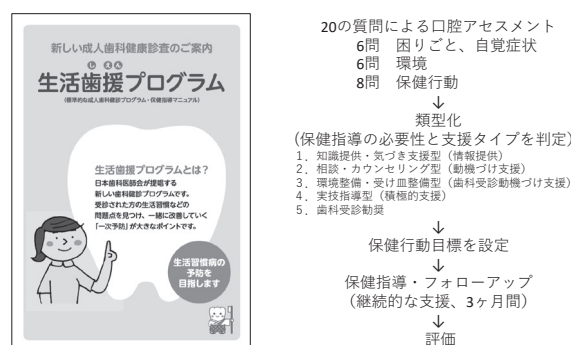 新しい成人歯科健康診査のご案内
し えん
生活歯援プログラム
(標準的な成人歯科健診プログラム・保健指導マニュアル)
生活歯援プログラムとは?
日本歯科医師会が提唱する
新しい歯科健診プログラムです。
受診された方の生活習慣などの
問題点を見つけ、一緒に改善していく
「一次予防」が大きなポイントです。
生活習慣病の
予防を
目指します
20の質問による口腔アセスメント
6問 困りごと、自覚症状
6問 環境
8問 保健行動
↓
類型化
(保健指導の必要性と支援タイプを判定)
1.知識提供・気づき支援型(情報提供)
2.相談・カウンセリング型(動機づけ支援)
3.環境整備・受け皿整備型(歯科受診動機づけ支援)
4.実技指導型(積極的支援)
5.歯科受診勧奨
↓
保健行動目標を設定
↓
保健指導・フォローアップ
(継続的な支援、3ヶ月間)
↓
評価